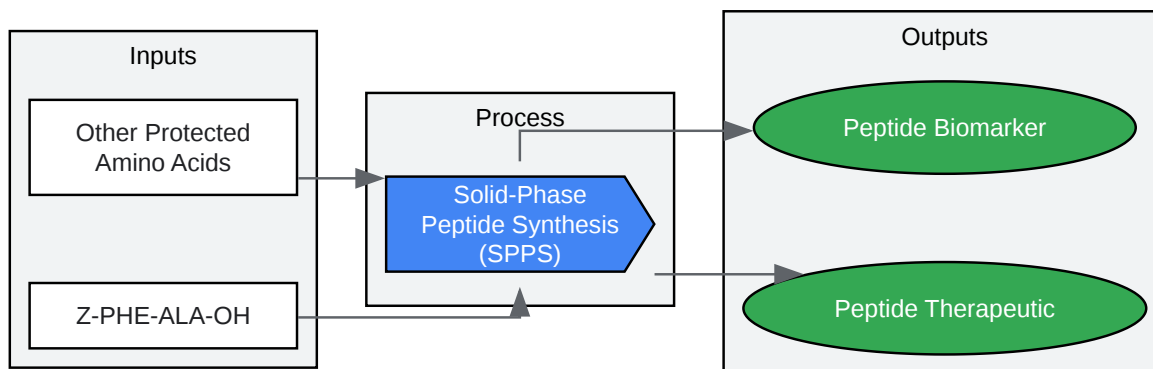 Inputs
Other Protected
Amino Acids
Z-PHE-ALA-OH
Process
Solid-Phase
Peptide Synthesis
(SPPS)
Outputs
Peptide Biomarker
Peptide Therapeutic